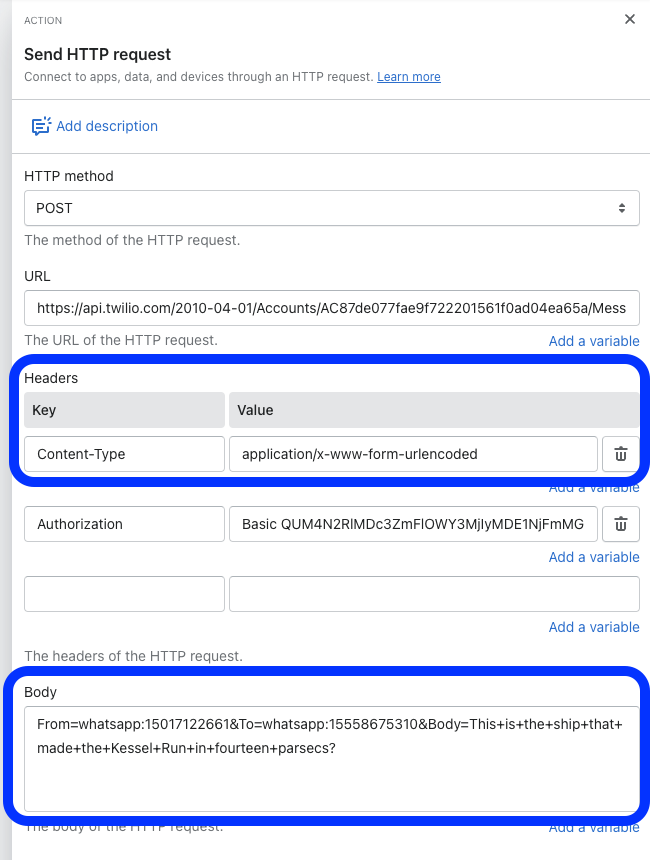 ACTION
Send HTTP request
Connect to apps, data, and devices through an HTTP request. Learn more
Add description
HTTP method
POST
The method of the HTTP request.
URL
https://api.twilio.com/2010-04-01/Accounts/AC87de077fae9f722201561f0ad04ea65a/Mess
The URL of the HTTP request. Add a variable
Headers
Key Value
Content-Type application/x-www-form-urlencoded
Add a variable
Authorization Basic QUM4N2RlMDc3ZmFlOWY3MjIyMDE1NjFmMG
Add a variable
Add a variable
The headers of the HTTP request.
Body
From=whatsapp:15017122661&To=whatsapp:15558675310&Body=This+is+the+ship+that+
made+the+Kessel+Run+in+fourteen+parsecs?
The body of the HTTP request. Add a variable